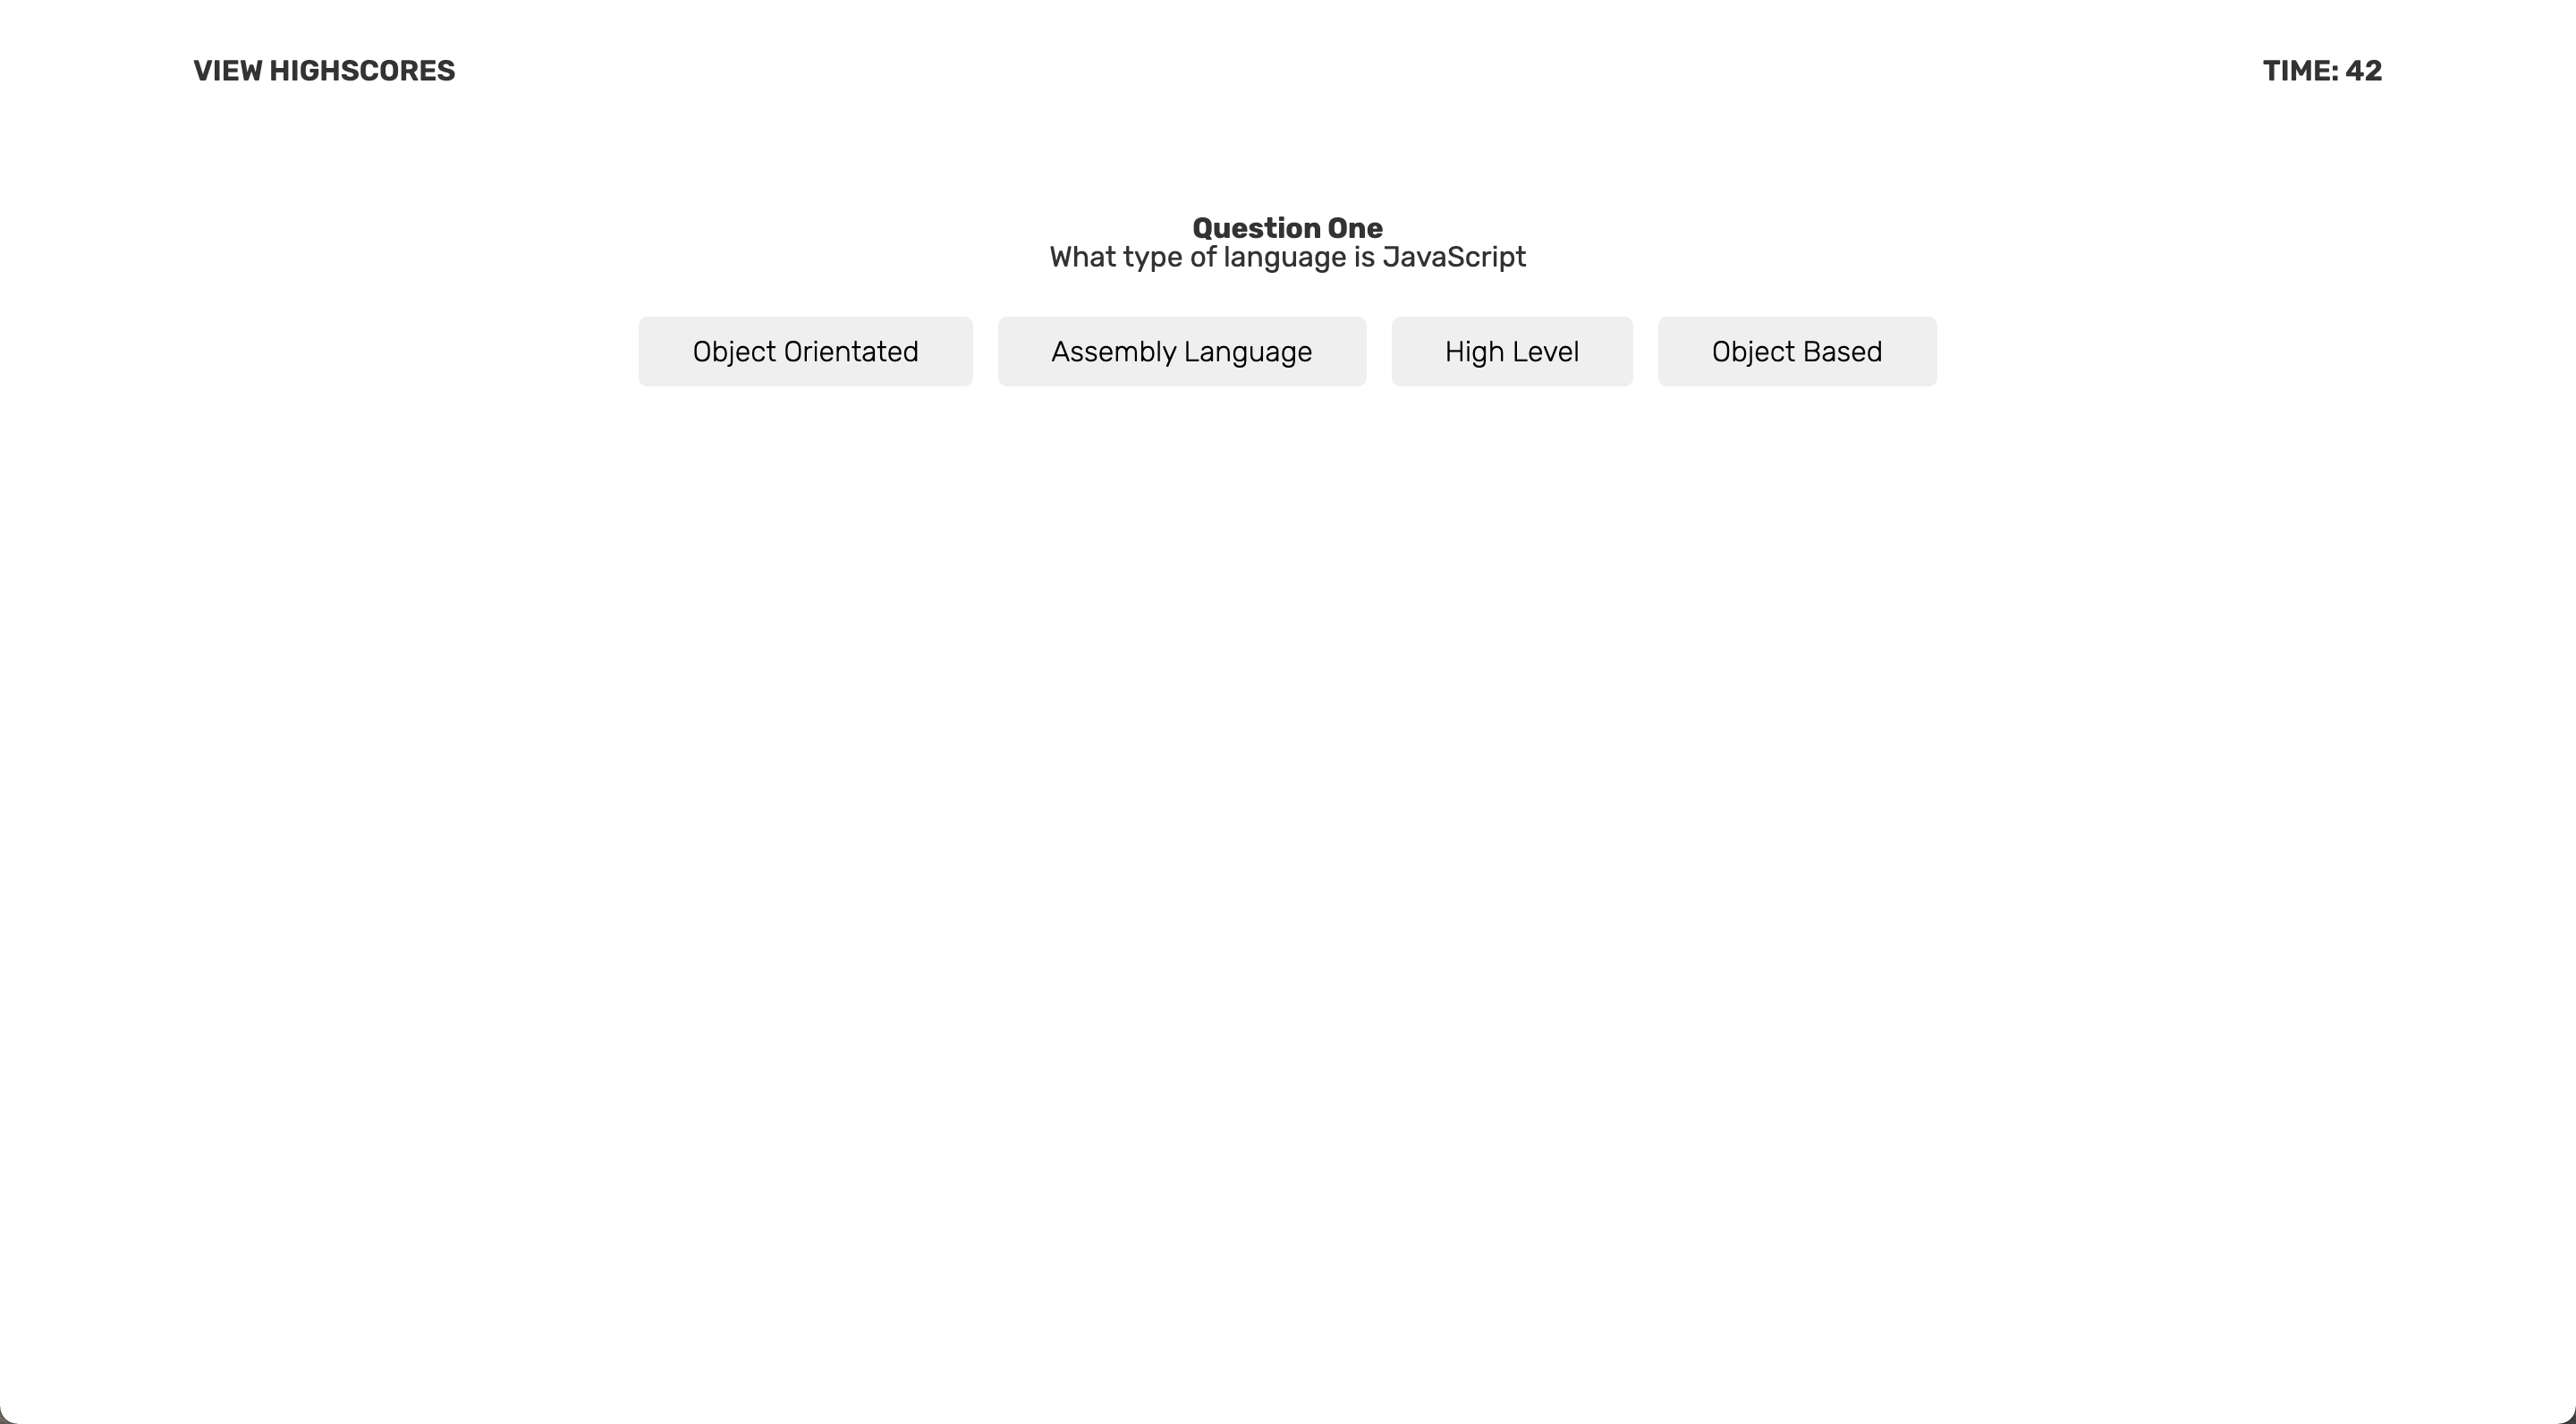 VIEW HIGHSCORES
TIME: 42
Question One
What type of language is JavaScript
Object Orientated
Assembly Language
High Level
Object Based